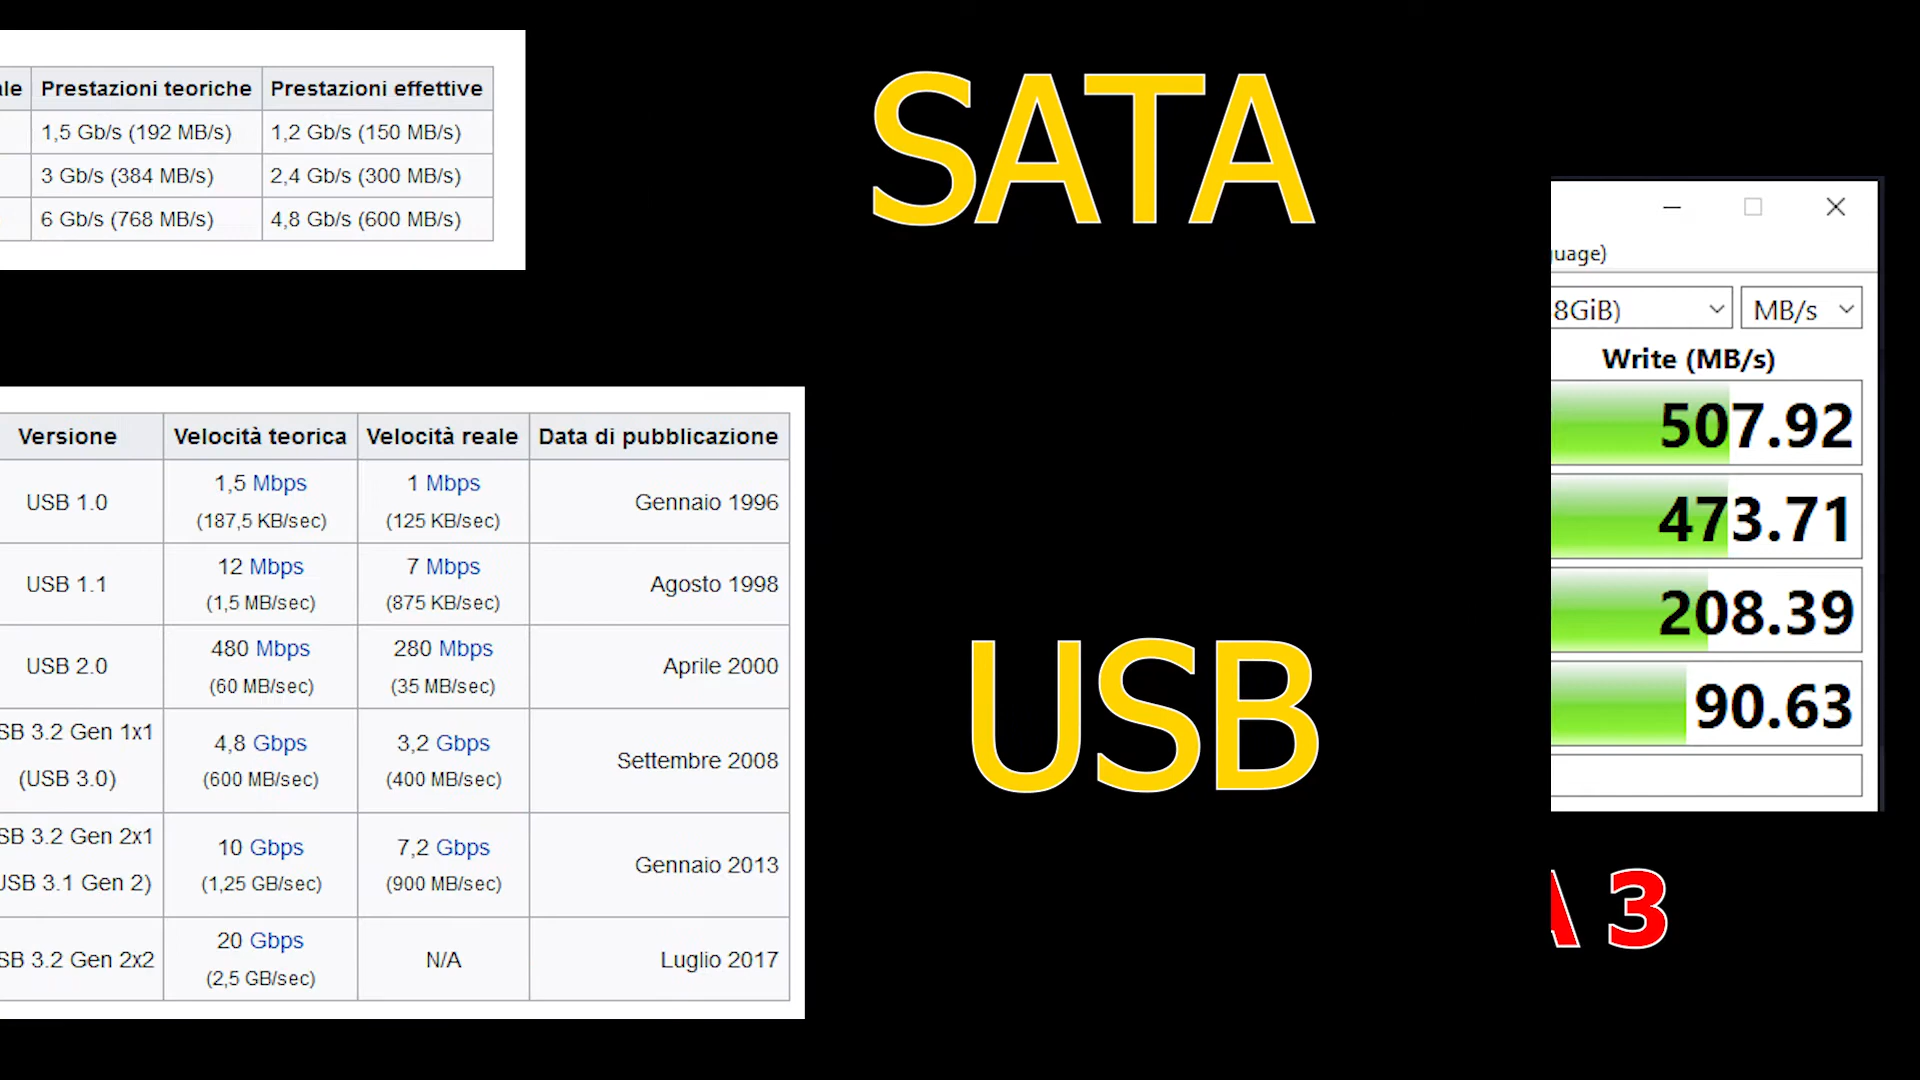 le Prestazioni teoriche Prestazioni effettive
1,5 Gb/s (192 MB/s) 1,2 Gb/s (150 MB/s)
3 Gb/s (384 MB/s) 2,4 Gb/s (300 MB/s)
6 Gb/s (768 MB/s) 4,8 Gb/s (600 MB/s)
SATA
Versione Velocità teorica Velocità reale Data di pubblicazione
USB 1.0 1,5 Mbps (187,5 KB/sec) 1 Mbps (125 KB/sec) Gennaio 1996
USB 1.1 12 Mbps (1,5 MB/sec) 7 Mbps (875 KB/sec) Agosto 1998
USB 2.0 480 Mbps (60 MB/sec) 280 Mbps (35 MB/sec) Aprile 2000
SB 3.2 Gen 1x1 (USB 3.0) 4,8 Gbps (600 MB/sec) 3,2 Gbps (400 MB/sec) Settembre 2008
SB 3.2 Gen 2x1 USB 3.1 Gen 2) 10 Gbps (1,25 GB/sec) 7,2 Gbps (900 MB/sec) Gennaio 2013
SB 3.2 Gen 2x2 20 Gbps (2,5 GB/sec) N/A Luglio 2017
USB
uage)
8GiB) MB/s
Write (MB/s)
507.92
473.71
208.39
90.63
A 3